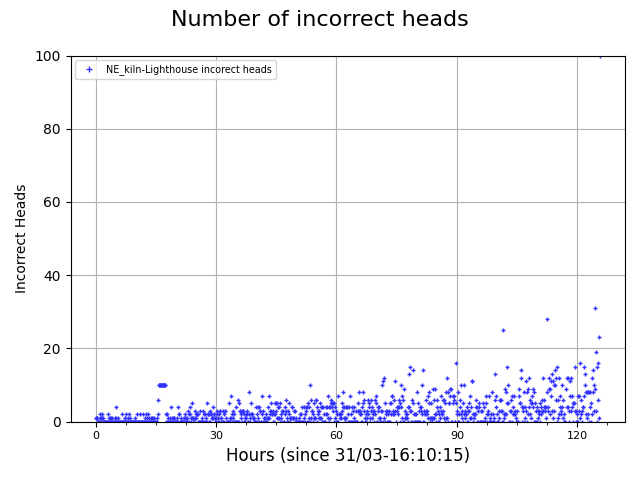 Number of incorrect heads
100
80
60
40
20
0
NE_kiln-Lighthouse incorect heads
Incorrect Heads
0 30 60 90 120
Hours (since 31/03-16:10:15)